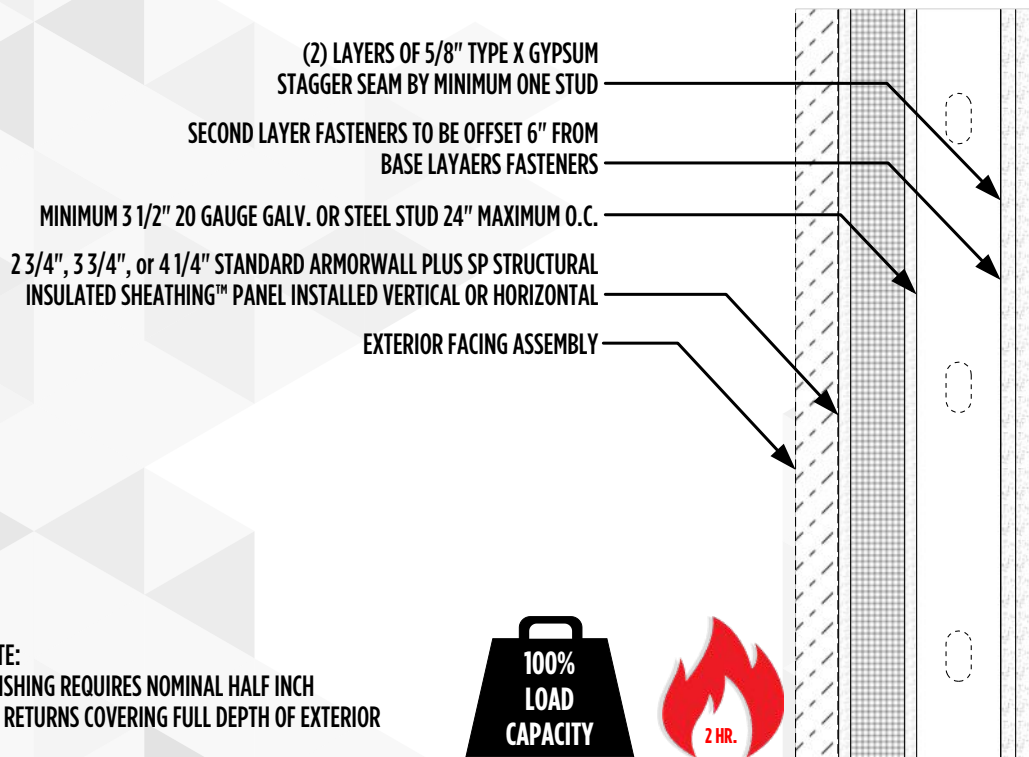 (2) LAYERS OF 5/8" TYPE X GYPSUM
STAGGER SEAM BY MINIMUM ONE STUD
SECOND LAYER FASTENERS TO BE OFFSET 6" FROM
BASE LAYAERS FASTENERS
MINIMUM 3 1/2" 20 GAUGE GALV. OR STEEL STUD 24" MAXIMUM O.C.
2 3/4", 3 3/4", or 4 1/4" STANDARD ARMORWALL PLUS SP STRUCTURAL
INSULATED SHEATHING™ PANEL INSTALLED VERTICAL OR HORIZONTAL
EXTERIOR FACING ASSEMBLY
TE:
ISHING REQUIRES NOMINAL HALF INCH
RETURNS COVERING FULL DEPTH OF EXTERIOR
100%
LOAD
CAPACITY
2 HR.